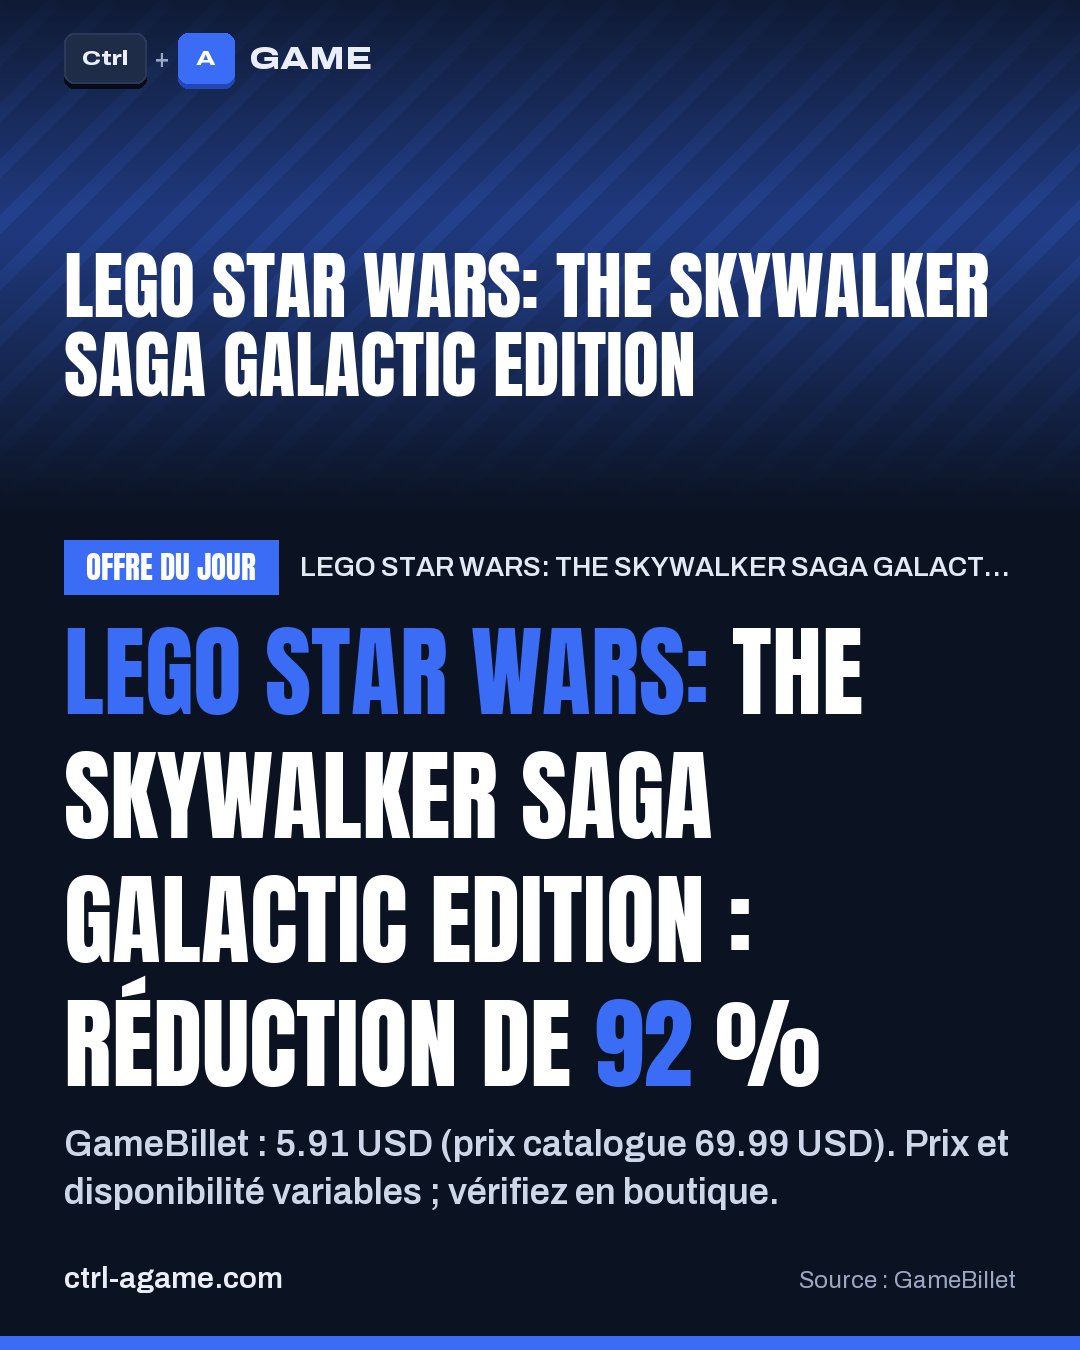 Ctrl + A GAME
LEGO STAR WARS: THE SKYWALKER
SAGA GALACTIC EDITION
OFFRE DU JOUR LEGO STAR WARS: THE SKYWALKER SAGA GALACT...
LEGO STAR WARS: THE
SKYWALKER SAGA
GALACTIC EDITION :
RÉDUCTION DE 92 %
GameBillet : 5.91 USD (prix catalogue 69.99 USD). Prix et
disponibilité variables ; vérifiez en boutique.
ctrl-agame.com
Source : GameBillet